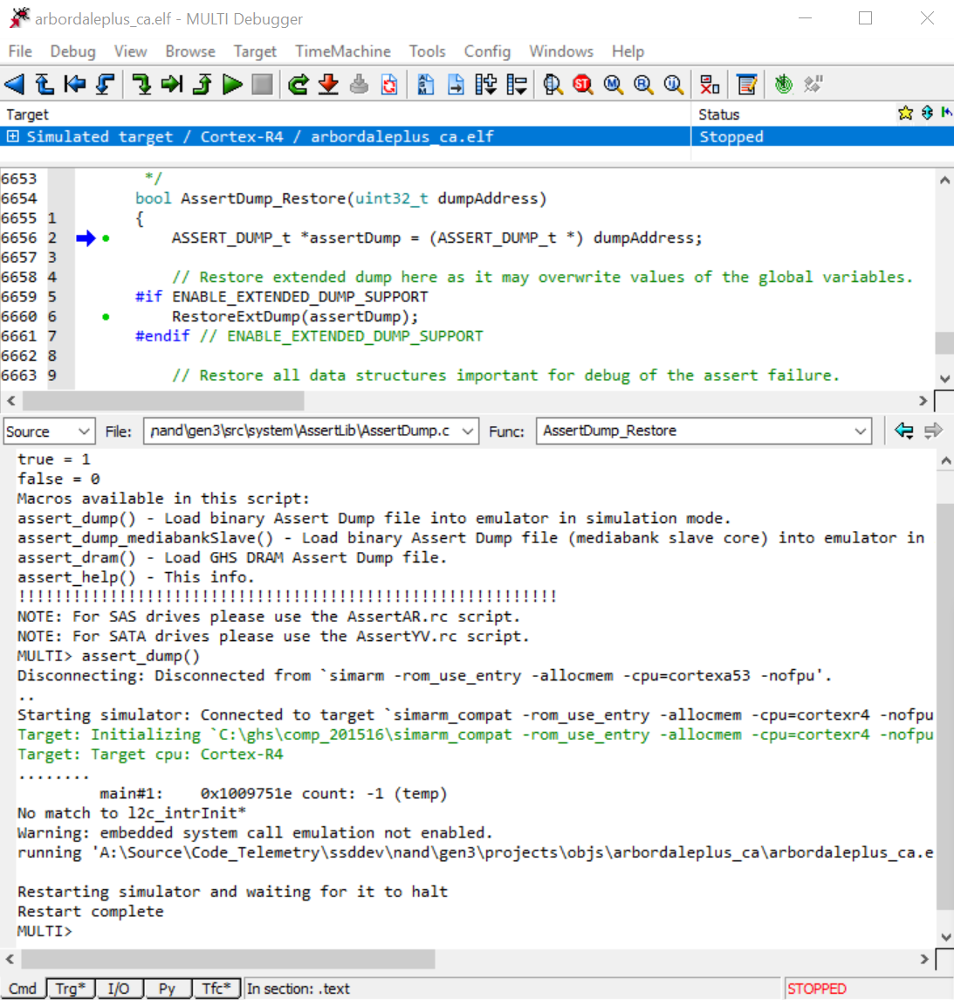 arbordaleplus_ca.elf - MULTI Debugger
File Debug View Browse Target TimeMachine Tools Config Windows Help
Target Status
Simulated target / Cortex-R4 / arbordaleplus_ca.elf Stopped
6653 */
6654 bool AssertDump_Restore(uint32_t dumpAddress)
6655 1 {
6656 2 ASSERT_DUMP_t *assertDump = (ASSERT_DUMP_t *) dumpAddress;
6657 3
6658 4 // Restore extended dump here as it may overwrite values of the global variables.
6659 5 #if ENABLE_EXTENDED_DUMP_SUPPORT
6660 6 RestoreExtDump(assertDump);
6661 7 #endif // ENABLE_EXTENDED_DUMP_SUPPORT
6662 8
6663 9 // Restore all data structures important for debug of the assert failure.
Source File: nand\gen3\src\system\AssertLib\AssertDump.c Func: AssertDump_Restore
true = 1
false = 0
Macros available in this script:
assert_dump() - Load binary Assert Dump file into emulator in simulation mode.
assert_dump_mediabankSlave() - Load binary Assert Dump file (mediabank slave core) into emulator in
assert_dram() - Load GHS DRAM Assert Dump file.
assert_help() - This info.
!!!!!!!!!!!!!!!!!!!!!!!!!!!!!!!!!!!!!!!!!!!!!!!!!!!!!!!!!!!
NOTE: For SAS drives please use the AssertAR.rc script.
NOTE: For SATA drives please use the AssertYV.rc script.
MULTI> assert_dump()
Disconnecting: Disconnected from `simarm -rom_use_entry -allocmem -cpu=cortexa53 -nofpu'.
..
Starting simulator: Connected to target `simarm_compat -rom_use_entry -allocmem -cpu=cortexr4 -nofpu
Target: Initializing `C:\ghs\comp_201516\simarm_compat -rom_use_entry -allocmem -cpu=cortexr4 -nofpu
Target: Target cpu: Cortex-R4
........
main#1: 0x1009751e count: -1 (temp)
No match to l2c_intrInit*
Warning: embedded system call emulation not enabled.
running 'A:\Source\Code_Telemetry\ssddev\nand\gen3\projects\objs\arbordaleplus_ca\arbordaleplus_ca.e
Restarting simulator and waiting for it to halt
Restart complete
MULTI>
Cmd Trg* I/O Py Tfc* In section: .text STOPPED